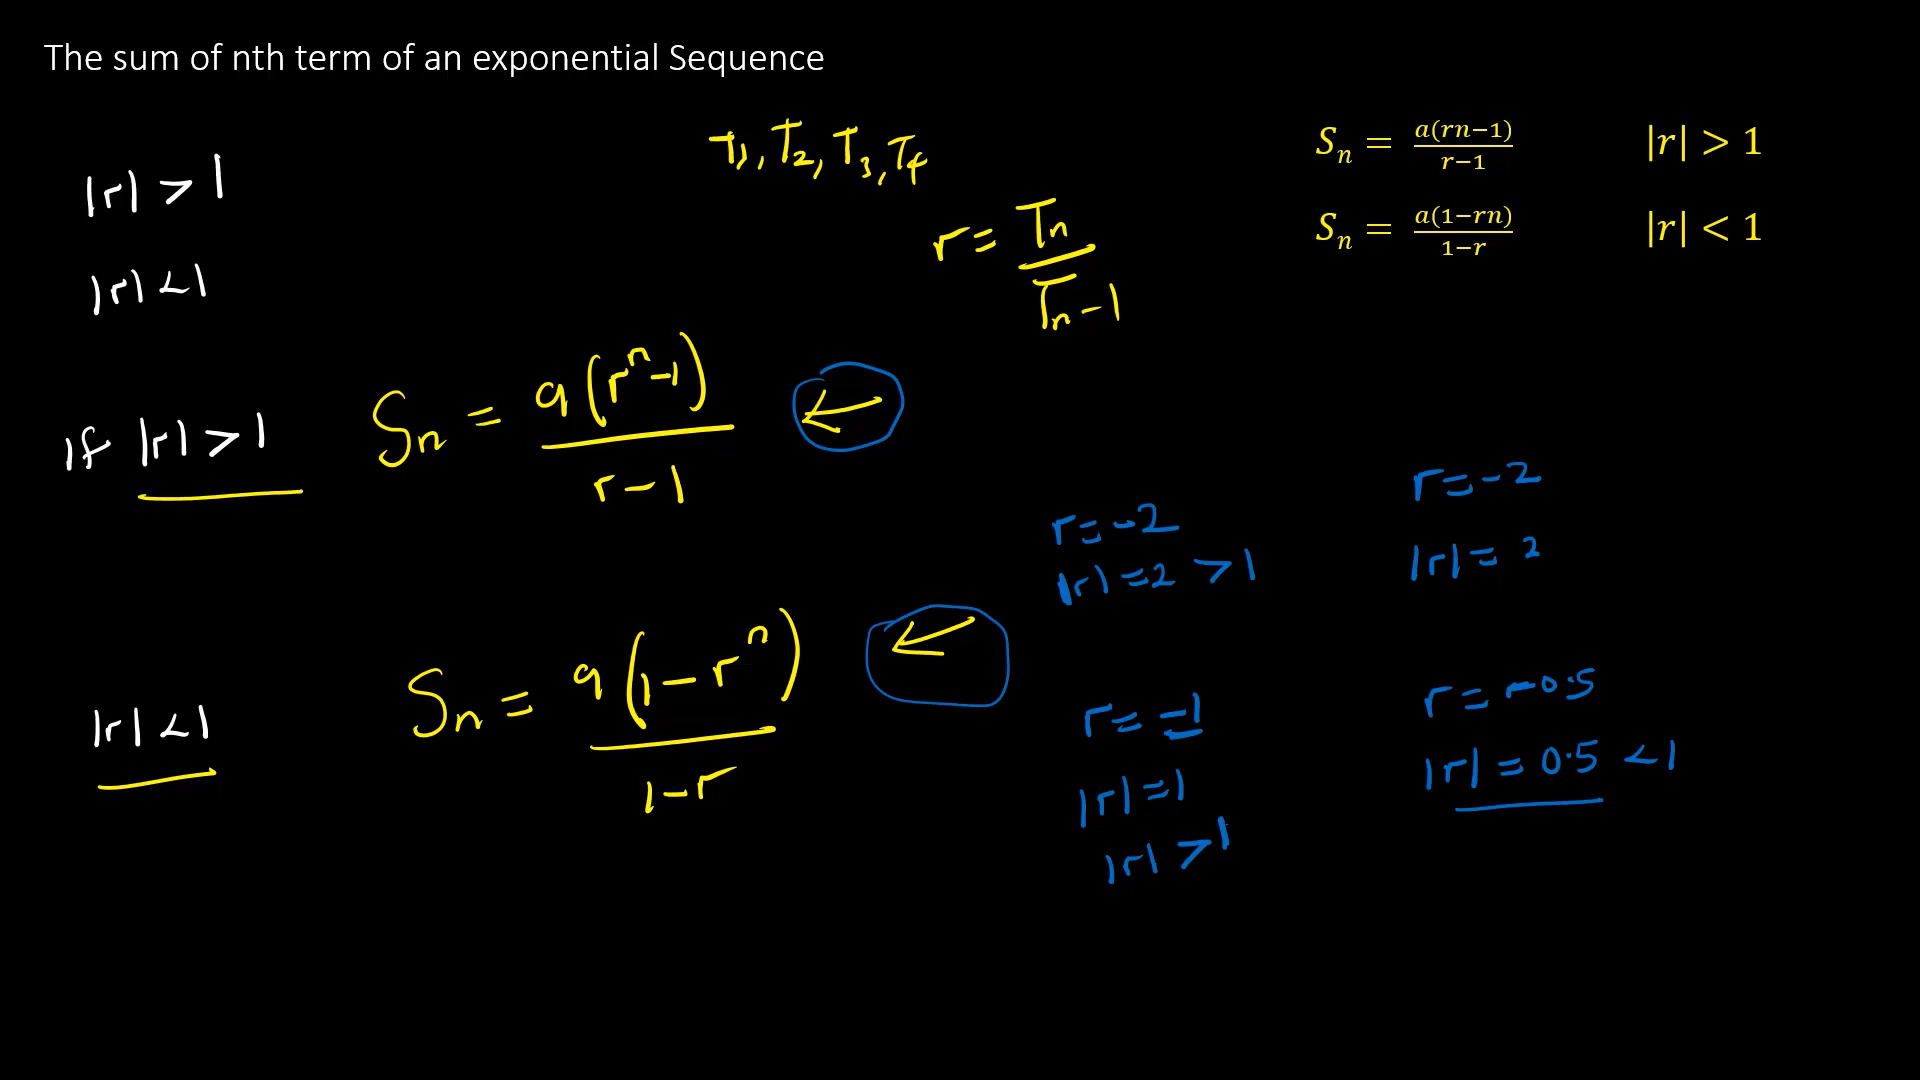 The sum of nth term of an exponential Sequence
|r| > 1
|r| < 1
T1, T2, T3, T4
r = Tn / Tn-1
Sₙ = a(rn−1) / r−1    |r| > 1
Sₙ = a(1−rn) / 1−r    |r| < 1
If |r| > 1    Sn = a(rⁿ-1) / r-1    ←
r = -2
|r| = 2 > 1
r = -2
|r| = 2
|r| < 1    Sn = a(1-rⁿ) / 1-r    ←
r = -1
|r| = 1
|r| > 1
r = -0.5
|r| = 0.5 < 1